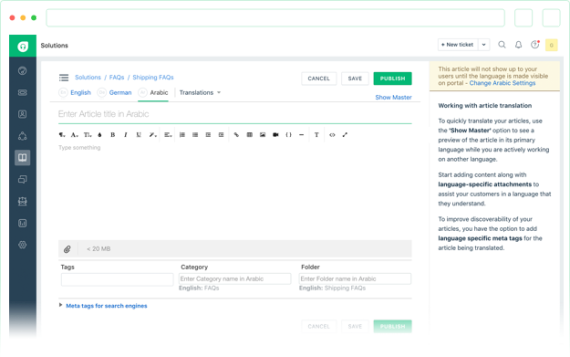 Solutions
+ New ticket
Solutions / FAQs / Shipping FAQs
CANCEL SAVE PUBLISH
English German Arabic Translations
Show Master
Enter Article title in Arabic
Type something
< 20 MB
Tags Category Folder
Enter Category name in Arabic Enter Folder name in Arabic
English: FAQs English: Shipping FAQs
Meta tags for search engines
CANCEL SAVE PUBLISH
This article will not show up to your
users until the language is made visible
on portal - Change Arabic Settings
Working with article translation
To quickly translate your articles, use
the 'Show Master' option to see a
preview of the article in its primary
language while you are actively working
on another language.
Start adding content along with
language-specific attachments to
assist your customers in a language that
they understand.
To improve discoverability of your
articles, you have the option to add
language specific meta tags for the
article being translated.